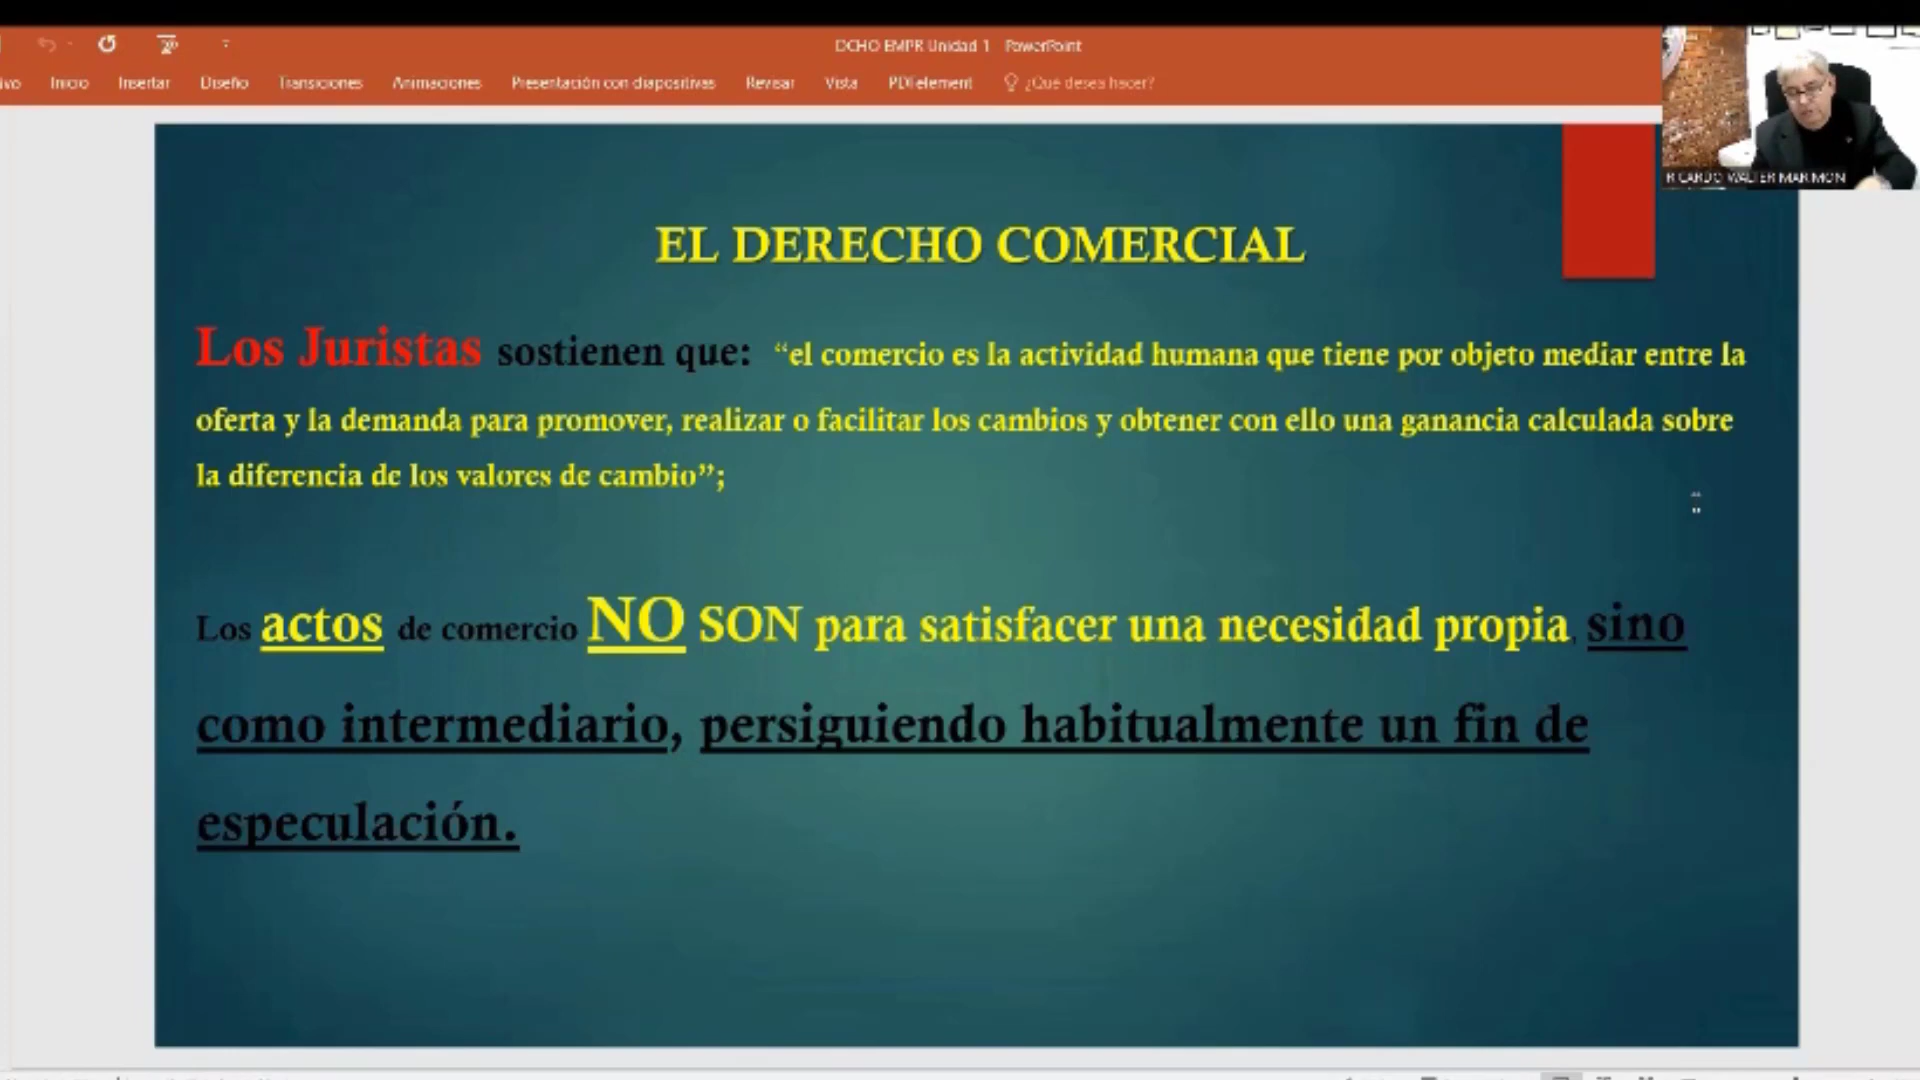 DCHO EMPR Unidad 1 PowerPoint
Inicio Insertar Diseño Transiciones Animaciones Presentación con diapositivas Revisar Vista PDFelement ¿Qué desea hacer?
RICARDO WALTER MARIMON
EL DERECHO COMERCIAL
Los Juristas sostienen que: “el comercio es la actividad humana que tiene por objeto mediar entre la
oferta y la demanda para promover, realizar o facilitar los cambios y obtener con ello una ganancia calculada sobre
la diferencia de los valores de cambio”;
Los actos de comercio NO SON para satisfacer una necesidad propia, sino
como intermediario, persiguiendo habitualmente un fin de
especulación.